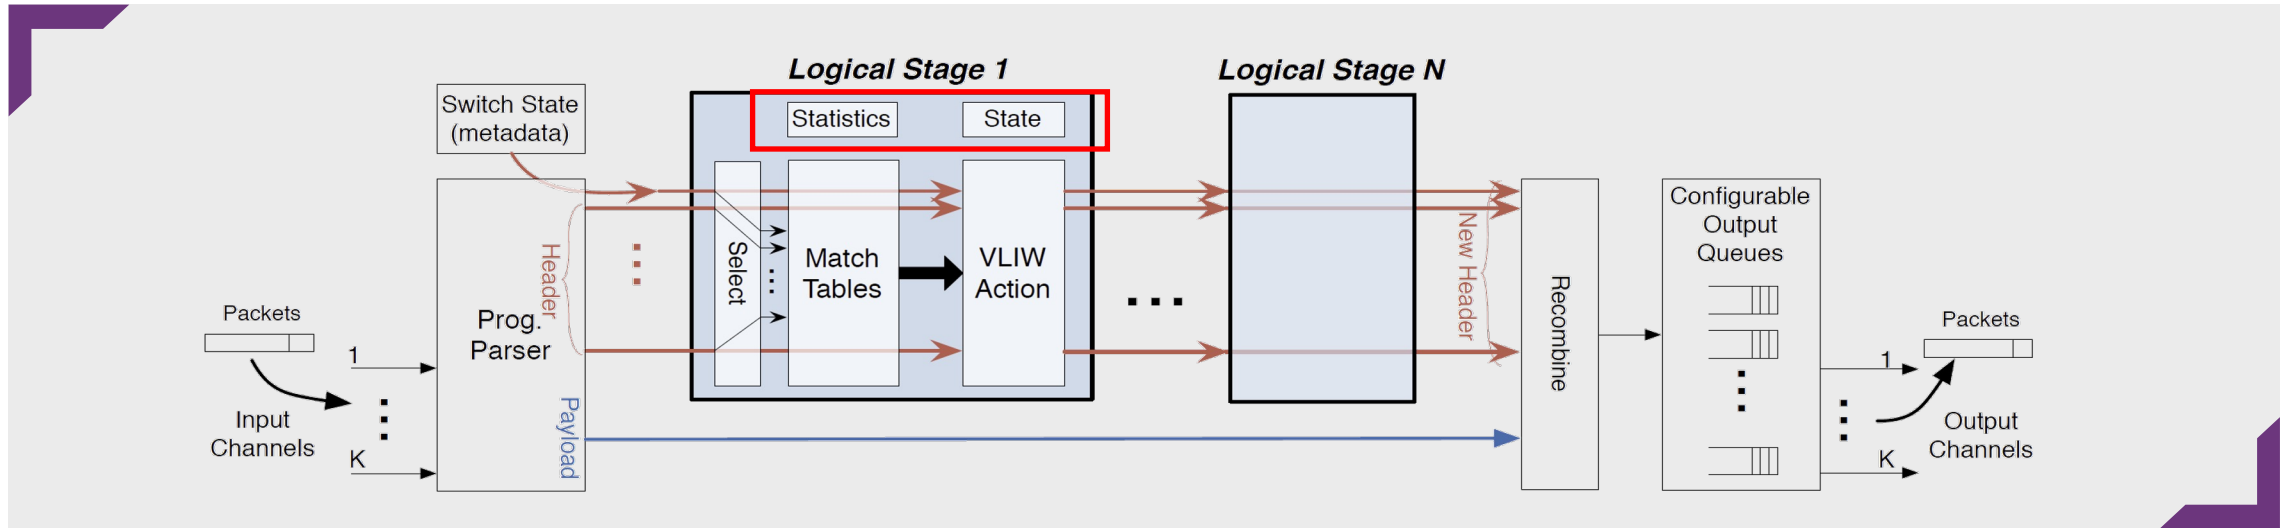 Logical Stage 1
Logical Stage N
Switch State
(metadata)
Statistics
State
Packets
Input
Channels
1
K
Prog.
Parser
Header
Payload
Select
Match
Tables
VLIW
Action
New Header
Recombine
Configurable
Output
Queues
1
K
Packets
Output
Channels